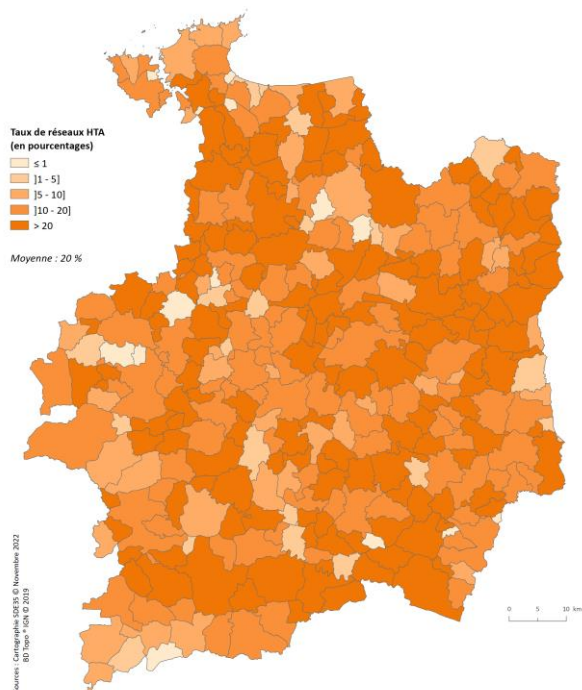 Taux de réseaux HTA
(en pourcentages)
≤ 1
]1 - 5]
]5 - 10]
]10 - 20]
> 20
Moyenne : 20 %
Sources : Cartographie SDE35 © Novembre 2022
BD Topo ® IGN © 2019
0 5 10 km